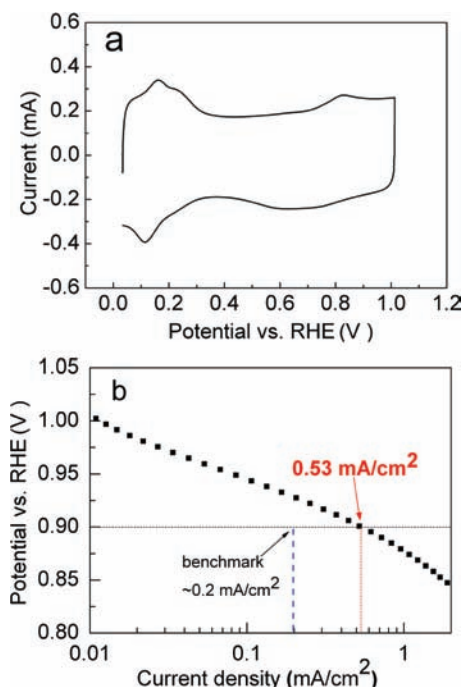 a
0.6
0.4
0.2
0.0
-0.2
-0.4
-0.6
Current (mA)
0.0 0.2 0.4 0.6 0.8 1.0 1.2
Potential vs. RHE (V )
b
1.05
1.00
0.95
0.90
0.85
0.80
Potential vs. RHE (V )
0.53 mA/cm²
benchmark
~0.2 mA/cm²
0.01 0.1 1
Current density (mA/cm²)